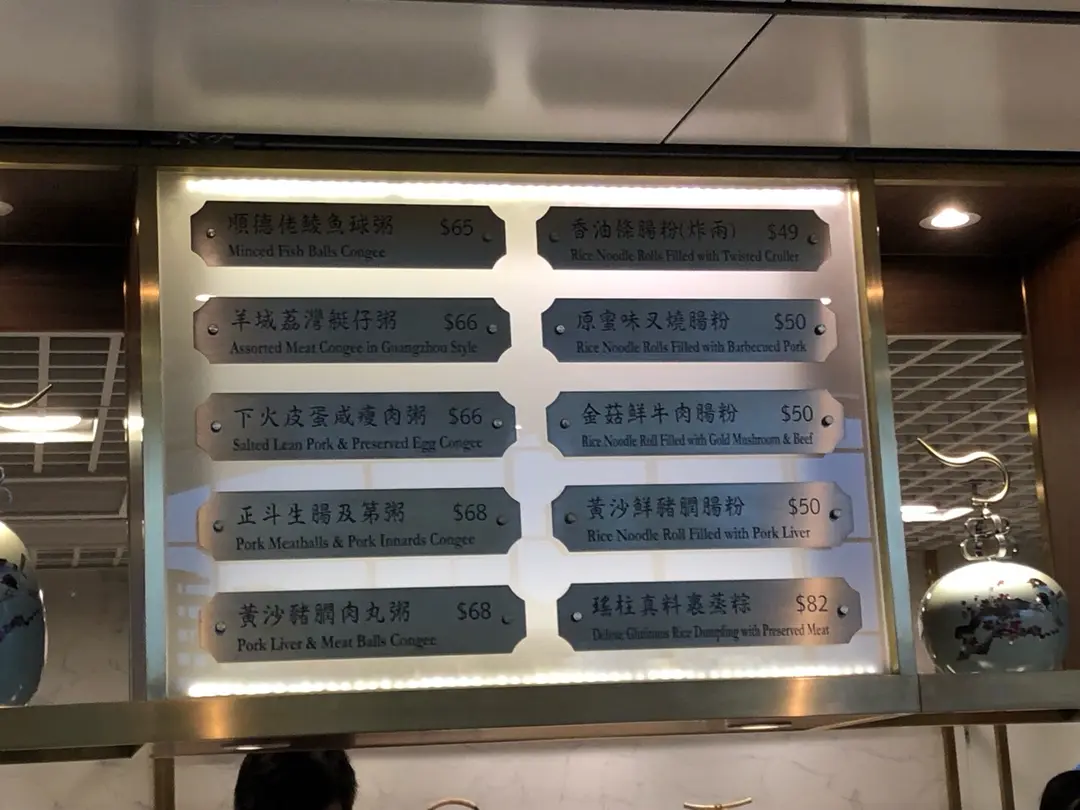 順德佬鯪魚球粥 $65
Minced Fish Balls Congee
羊城荔灣艇仔粥 $66
Assorted Meat Congee in Guangzhou Style
下火皮蛋咸瘦肉粥 $66
Salted Lean Pork & Preserved Egg Congee
正斗生腸及第粥 $68
Pork Meatballs & Pork Innards Congee
黃沙豬膶肉丸粥 $68
Pork Liver & Meat Balls Congee
香油條腸粉(炸兩) $49
Rice Noodle Rolls Filled with Twisted Cruller
原蜜味叉燒腸粉 $50
Rice Noodle Rolls Filled with Barbecued Pork
金菇鮮牛肉腸粉 $50
Rice Noodle Roll Filled with Gold Mushroom & Beef
黃沙鮮豬膶腸粉 $50
Rice Noodle Roll Filled with Pork Liver
瑤柱真料裹蒸粽 $82
Deluxe Glutinous Rice Dumpling with Preserved Meat